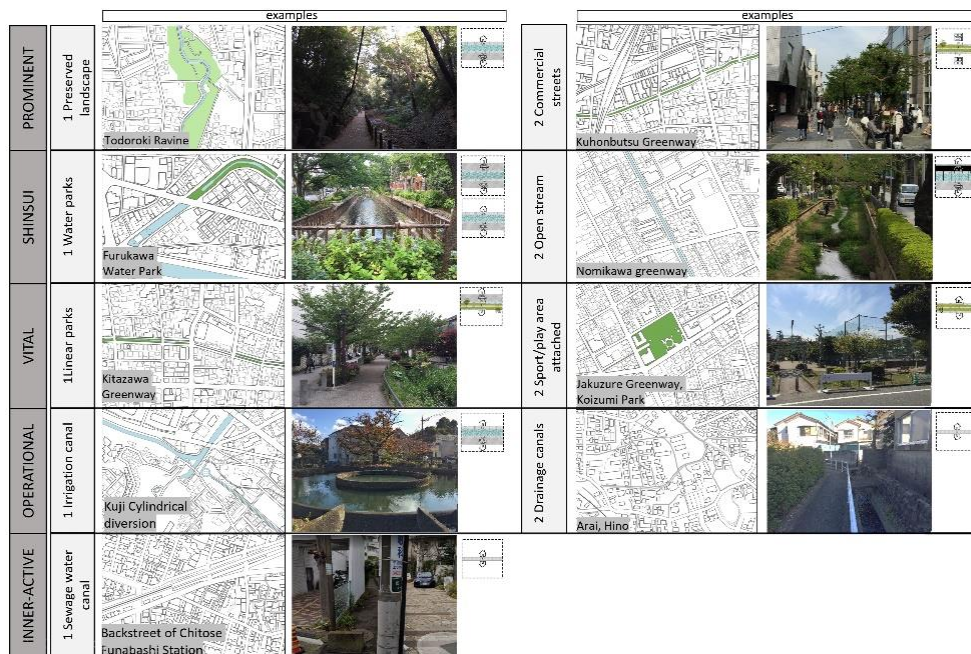 examples
examples
PROMINENT
1 Preserved
landscape
Todoroki Ravine
2 Commercial
streets
Kuhonbutsu Greenway
SHINSUI
1 Water parks
Furukawa
Water Park
2 Open stream
Nomikawa greenway
VITAL
1Linear parks
Kitazawa
Greenway
2 Sport/play area
attached
Jakuzure Greenway,
Koizumi Park
OPERATIONAL
1 Irrigation canal
Kuji Cylindrical
diversion
2 Drainage canals
Arai, Hino
INNER-ACTIVE
1 Sewage water
canal
Backstreet of Chitose
Funabashi Station